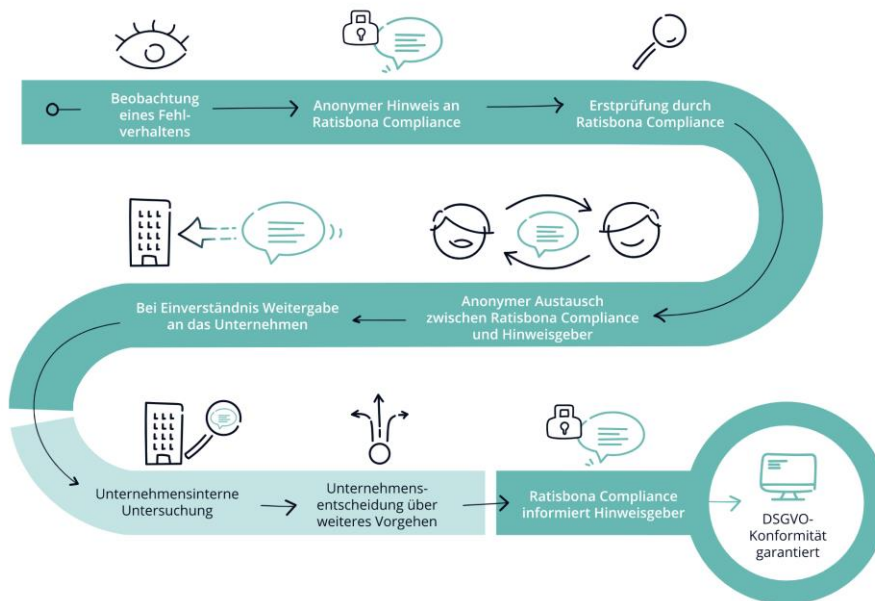 Beobachtung
eines Fehl-
verhaltens
Anonymer Hinweis an
Ratisbona Compliance
Erstprüfung durch
Ratisbona Compliance
Anonymer Austausch
zwischen Ratisbona Compliance
und Hinweisgeber
Bei Einverständnis Weitergabe
an das Unternehmen
Unternehmensinterne
Untersuchung
Unternehmens-
entscheidung über
weiteres Vorgehen
Ratisbona Compliance
informiert Hinweisgeber
DSGVO-
Konformität
garantiert